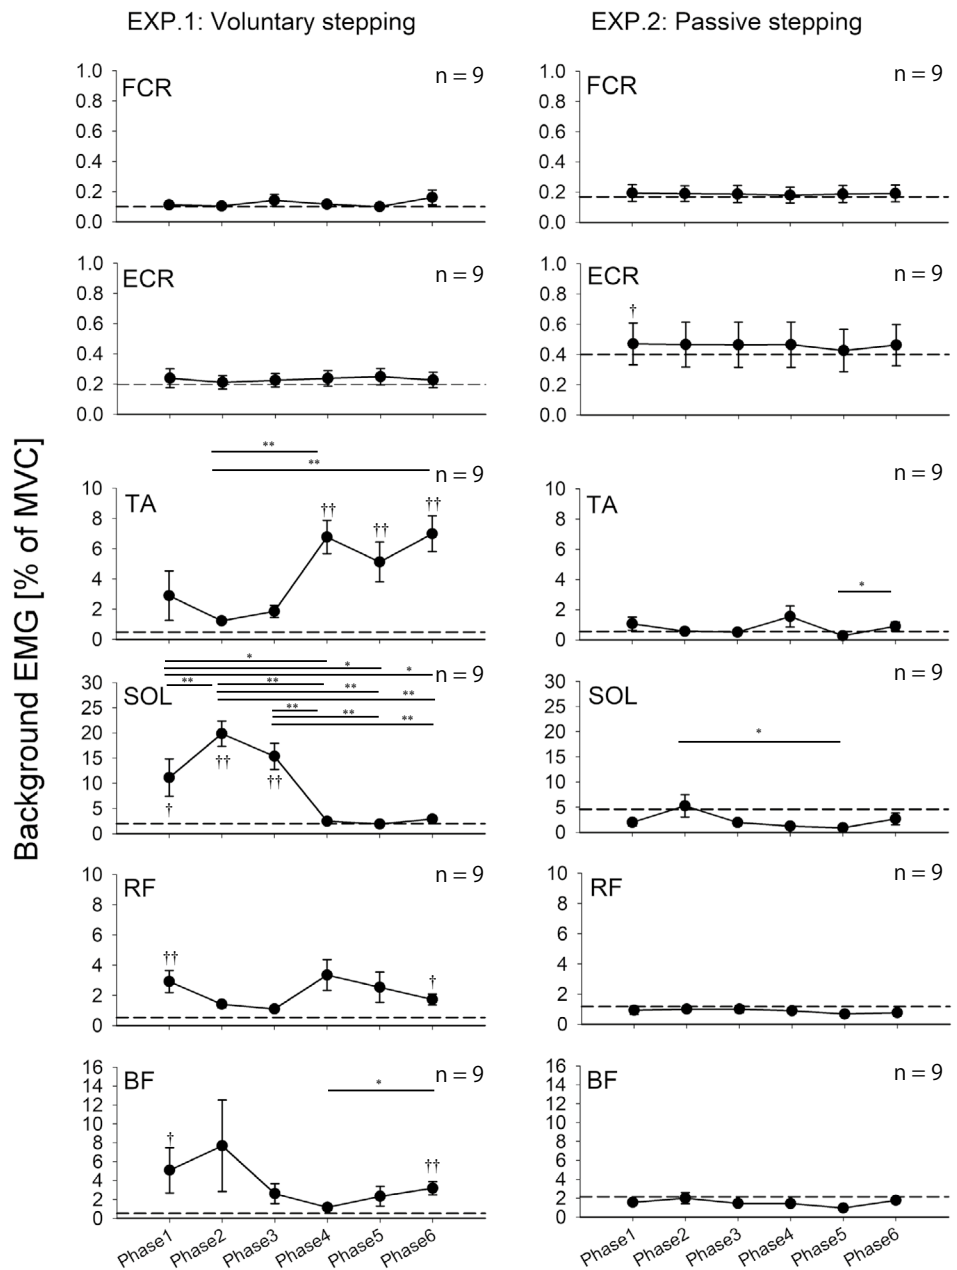 EXP.1: Voluntary stepping
EXP.2: Passive stepping
Background EMG [% of MVC]
FCR
n = 9
1.0
0.8
0.6
0.4
0.2
0.0
FCR
n = 9
1.0
0.8
0.6
0.4
0.2
0.0
ECR
n = 9
1.0
0.8
0.6
0.4
0.2
0.0
ECR
n = 9
1.0
0.8
0.6
0.4
0.2
0.0
†
**
**
TA
n = 9
10
8
6
4
2
0
††
††
††
TA
n = 9
10
8
6
4
2
0
*
*
*
*
** ** **
**
**
** **
**
SOL
n = 9
30
25
20
15
10
5
0
†
††
††
SOL
n = 9
30
25
20
15
10
5
0
*
RF
n = 9
10
8
6
4
2
0
††
†
RF
n = 9
10
8
6
4
2
0
BF
n = 9
16
14
12
10
8
6
4
2
0
*
†
††
Phase1
Phase2
Phase3
Phase4
Phase5
Phase6
BF
n = 9
16
14
12
10
8
6
4
2
0
Phase1
Phase2
Phase3
Phase4
Phase5
Phase6